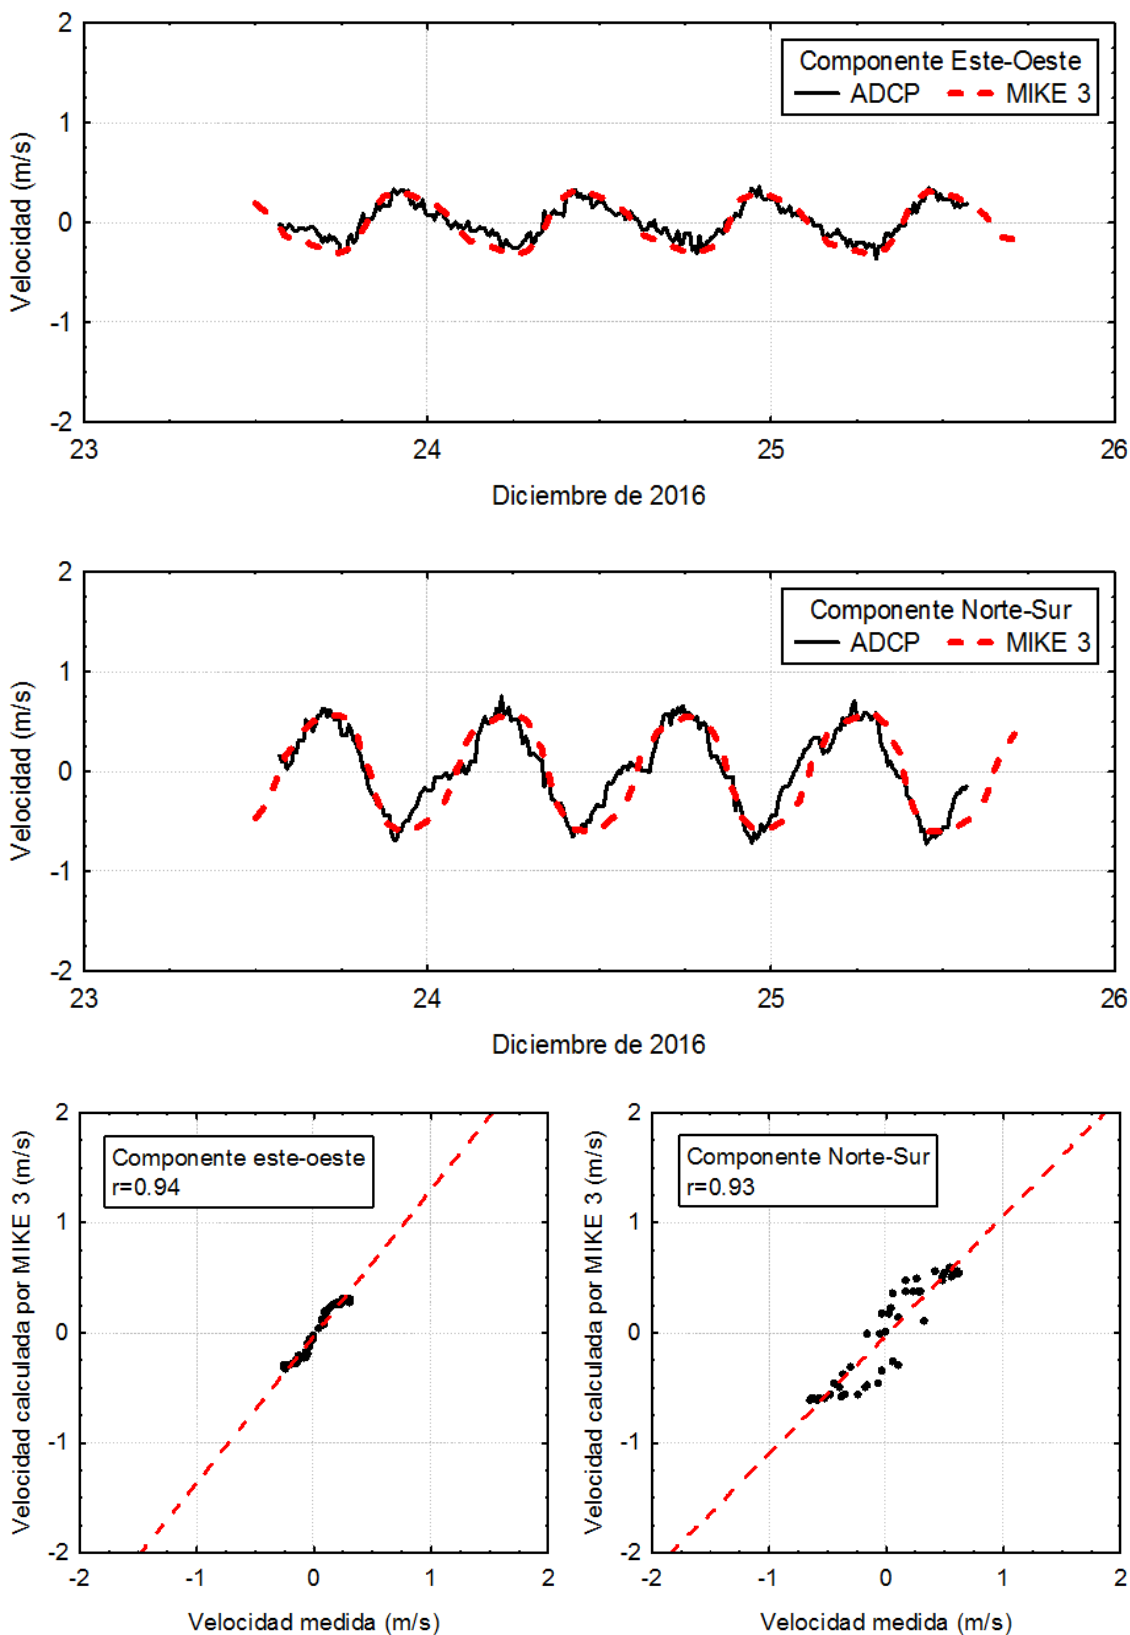 2
1
0
-1
-2
Velocidad (m/s)
Componente Este-Oeste
ADCP MIKE 3
23 24 25 26
Diciembre de 2016
2
1
0
-1
-2
Velocidad (m/s)
Componente Norte-Sur
ADCP MIKE 3
23 24 25 26
Diciembre de 2016
2
1
0
-1
-2
Velocidad calculada por MIKE 3 (m/s)
Componente este-oeste
r=0.94
-2 -1 0 1 2
Velocidad medida (m/s)
2
1
0
-1
-2
Velocidad calculada por MIKE 3 (m/s)
Componente Norte-Sur
r=0.93
-2 -1 0 1 2
Velocidad medida (m/s)